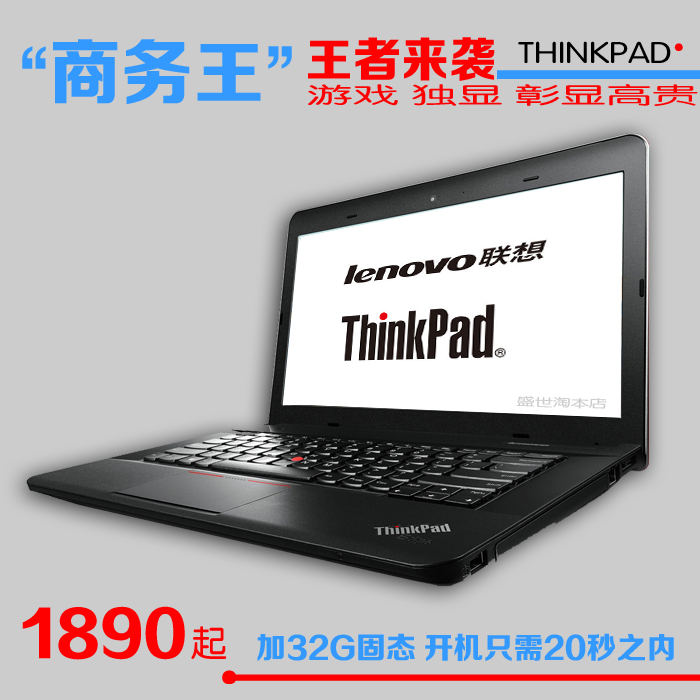 “商务王”
王者来袭
THINKPAD
游戏 独显 彰显高贵
lenovo联想
ThinkPad®
盛世淘本店
ThinkPad
1890起
加32G固态 开机只需20秒之内